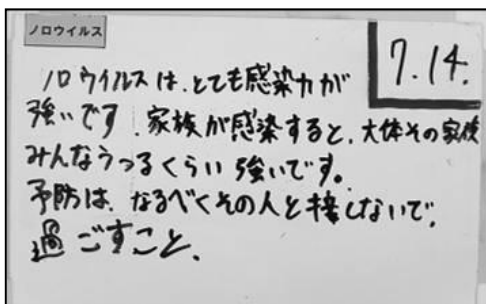 ノロウイルス
7.14.
ノロウイルスは、とても感染力が
強いです。家族が感染すると、大体その家族
みんなうつるくらい強いです。
予防は、なるべくその人と接しないで、
過ごすこと。